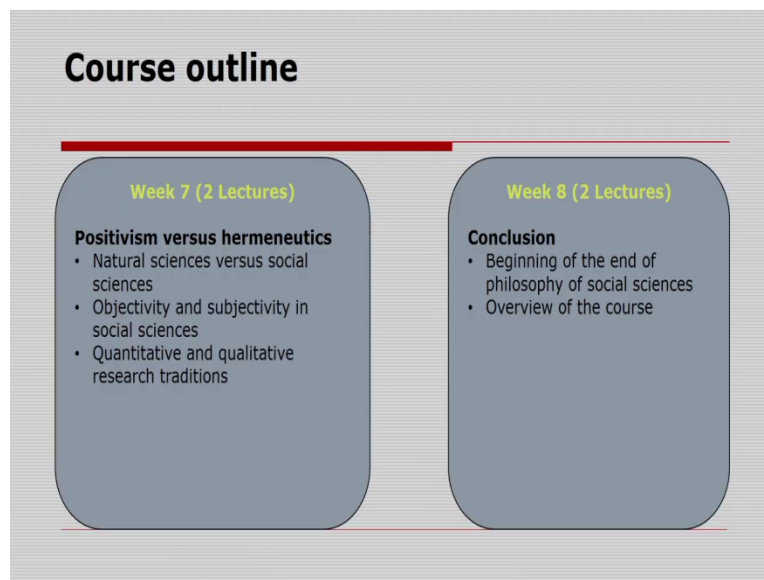 Course outline
Week 7 (2 Lectures)
Positivism versus hermeneutics
• Natural sciences versus social
sciences
• Objectivity and subjectivity in
social sciences
• Quantitative and qualitative
research traditions
Week 8 (2 Lectures)
Conclusion
• Beginning of the end of
philosophy of social sciences
• Overview of the course